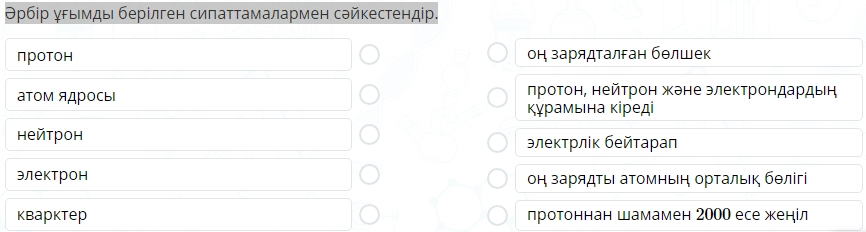 Әрбір ұғымды берілген сипаттамалармен сәйкестендір.
протон
атом ядросы
нейтрон
электрон
кварктер
оң зарядталған бөлшек
протон, нейтрон және электрондардың
құрамына кіреді
электрлік бейтарап
оң зарядты атомның орталық бөлігі
протоннан шамамен 2000 есе жеңіл